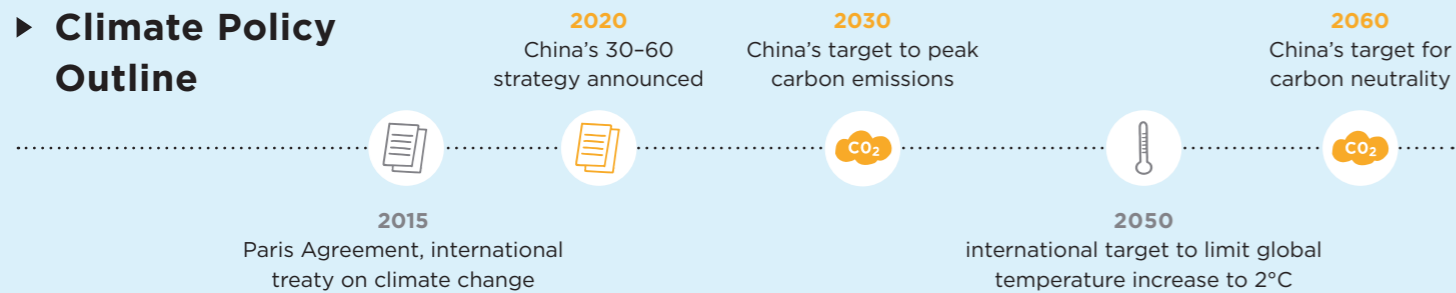 ▶ Climate Policy
Outline
2020
China’s 30–60
strategy announced
2030
China’s target to peak
carbon emissions
2060
China’s target for
carbon neutrality
CO₂
CO₂
2015
Paris Agreement, international
treaty on climate change
2050
international target to limit global
temperature increase to 2°C